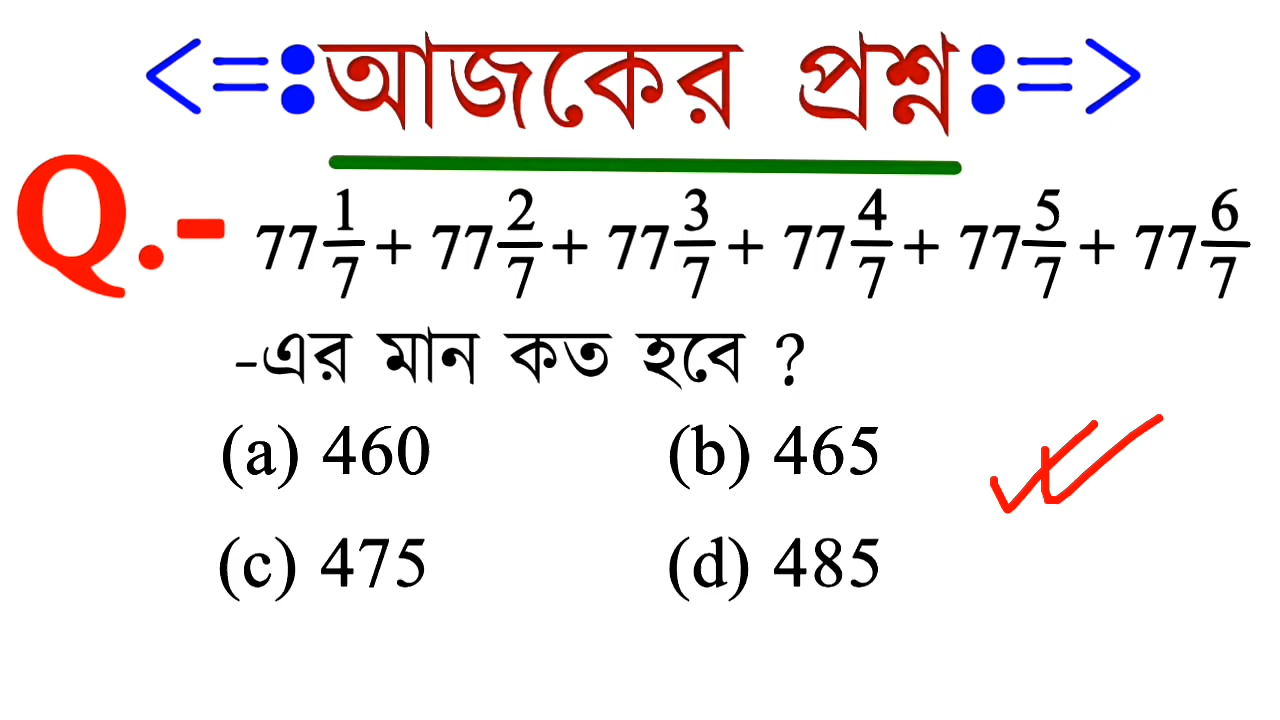 <=:আজকের প্রশ্ন:=>
Q.- 77 1/7 + 77 2/7 + 77 3/7 + 77 4/7 + 77 5/7 + 77 6/7
-এর মান কত হবে ?
(a) 460 (b) 465
(c) 475 (d) 485